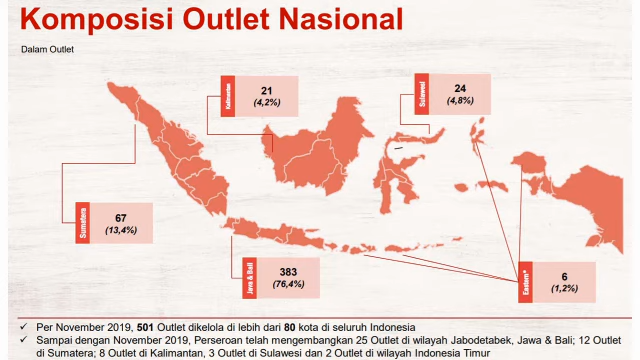 Komposisi Outlet Nasional
Dalam Outlet
Kalimantan
21
(4,2%)
Sulawesi
24
(4,8%)
Sumatera
67
(13,4%)
Java & Bali
383
(76,4%)
Eastern*
6
(1,2%)
✓ Per November 2019, 501 Outlet dikelola di lebih dari 80 kota di seluruh Indonesia
✓ Sampai dengan November 2019, Perseroan telah mengembangkan 25 Outlet di wilayah Jabodetabek, Jawa & Bali; 12 Outlet
di Sumatera; 8 Outlet di Kalimantan, 3 Outlet di Sulawesi dan 2 Outlet di wilayah Indonesia Timur